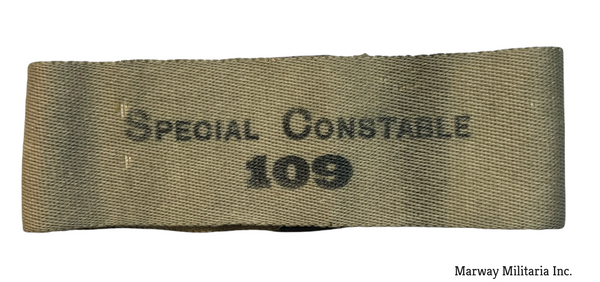 Special Constable
109
Marway Militaria Inc.